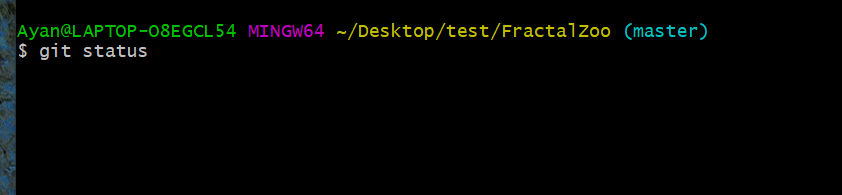 Ayan@LAPTOP-O8EGCL54 MINGW64 ~/Desktop/test/FractalZoo (master)
$ git status